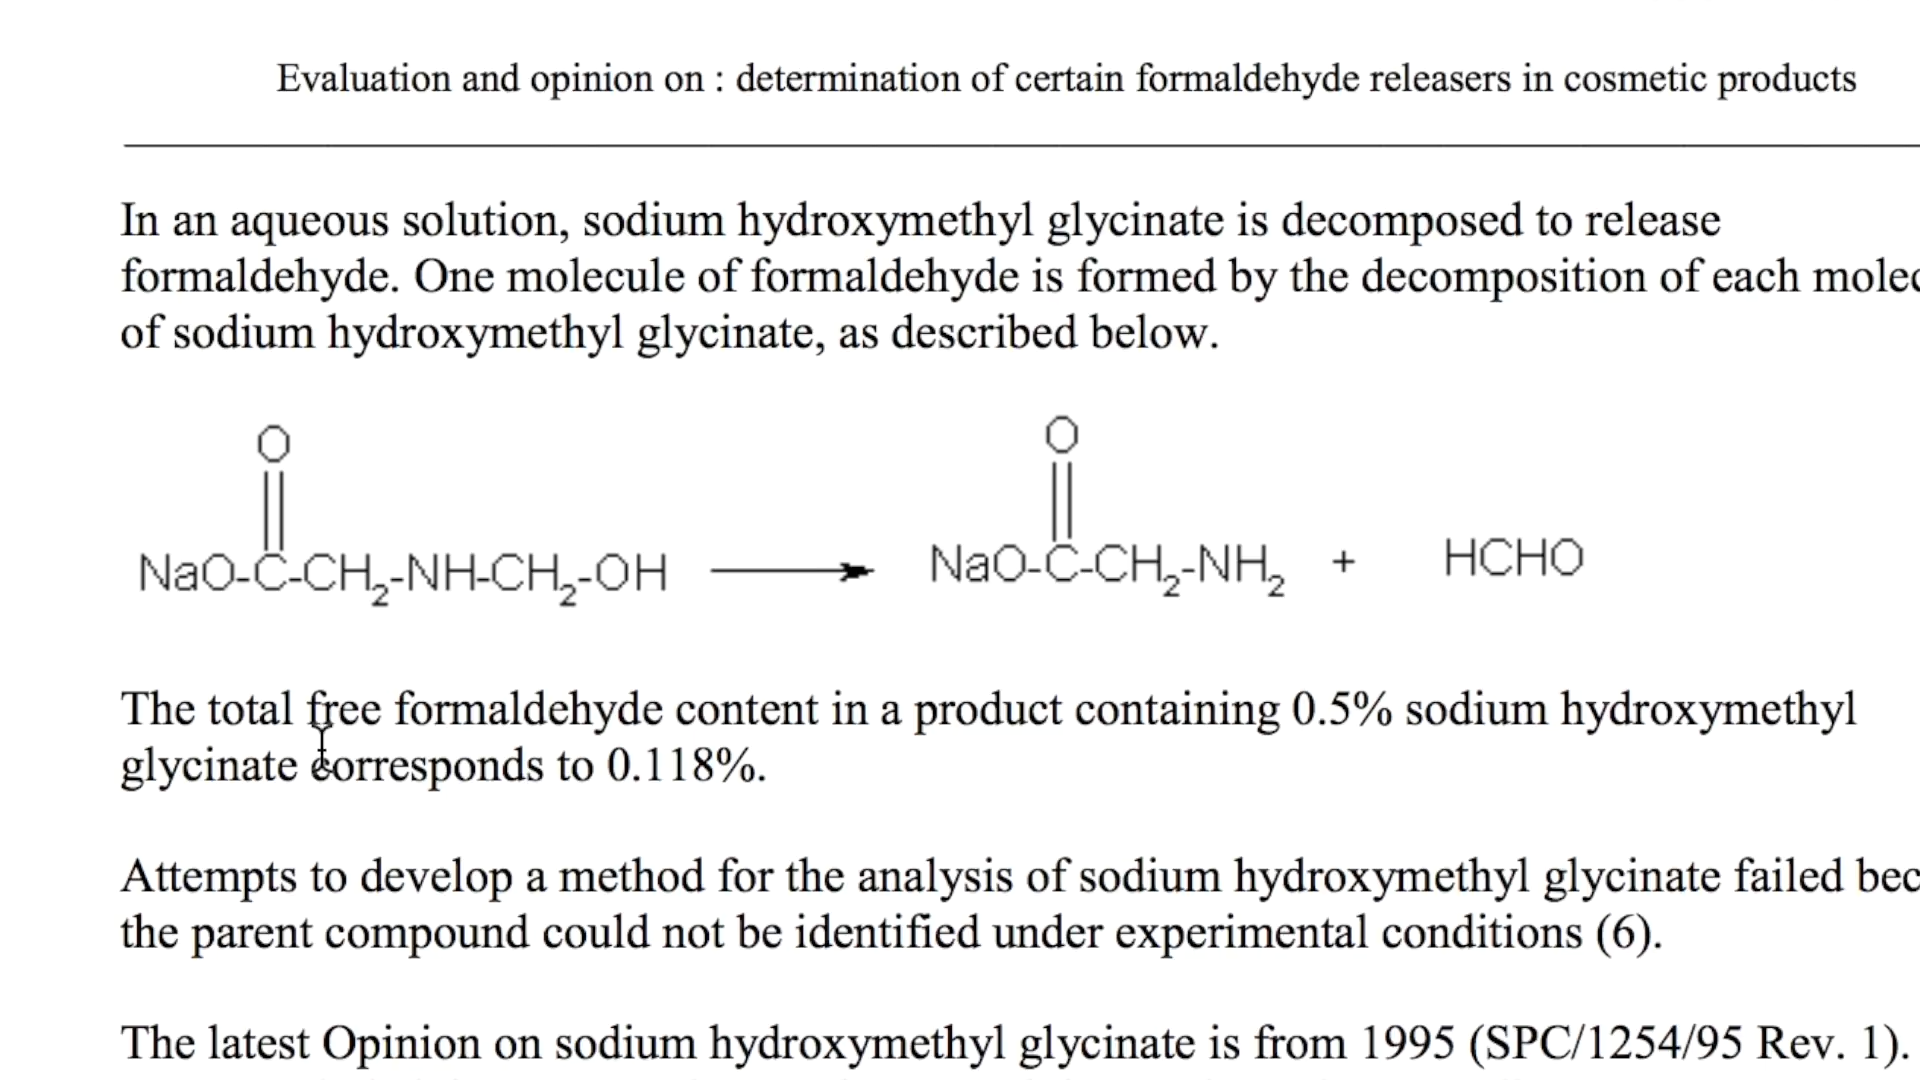 Evaluation and opinion on : determination of certain formaldehyde releasers in cosmetic products
In an aqueous solution, sodium hydroxymethyl glycinate is decomposed to release
formaldehyde. One molecule of formaldehyde is formed by the decomposition of each
of sodium hydroxymethyl glycinate, as described below.
O O
NaO-C-CH2-NH-CH2-OH NaO-C-CH2-NH2 + HCHO
The total free formaldehyde content in a product containing 0.5% sodium hydroxymethyl
glycinate corresponds to 0.118%.
Attempts to develop a method for the analysis of sodium hydroxymethyl glycinate failed
the parent compound could not be identified under experimental conditions (6).
The latest Opinion on sodium hydroxymethyl glycinate is from 1995 (SPC/1254/95 Rev. 1).